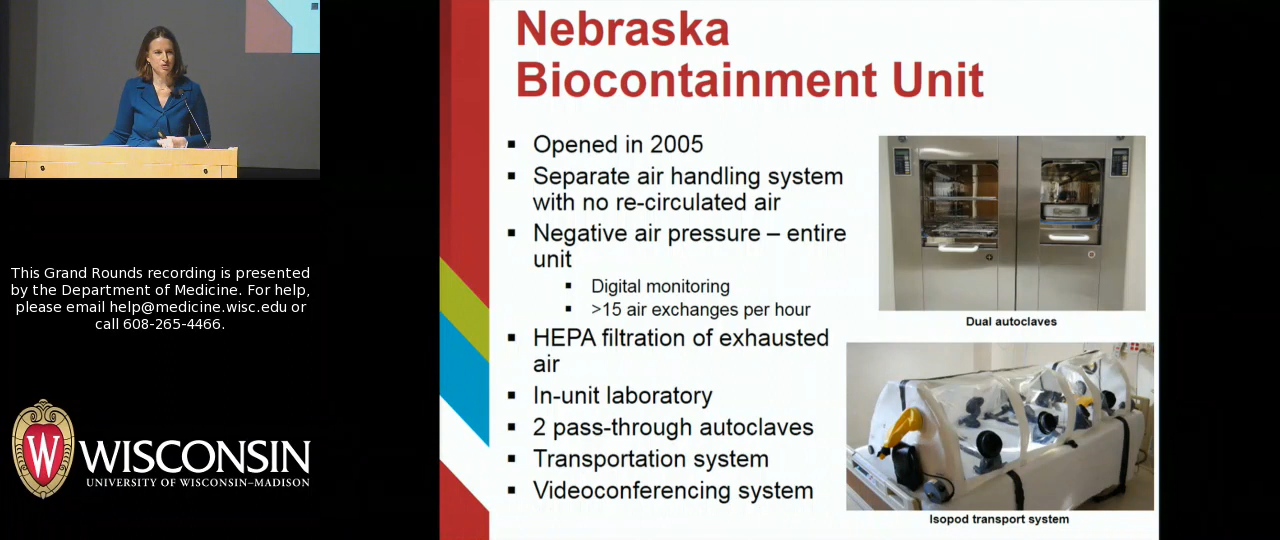 This Grand Rounds recording is presented
by the Department of Medicine. For help,
please email help@medicine.wisc.edu or
call 608-265-4466.
W
WISCONSIN
UNIVERSITY OF WISCONSIN–MADISON
Nebraska
Biocontainment Unit
▪ Opened in 2005
▪ Separate air handling system
with no re-circulated air
▪ Negative air pressure – entire
unit
▪ Digital monitoring
▪ >15 air exchanges per hour
▪ HEPA filtration of exhausted
air
▪ In-unit laboratory
▪ 2 pass-through autoclaves
▪ Transportation system
▪ Videoconferencing system
Dual autoclaves
Isopod transport system